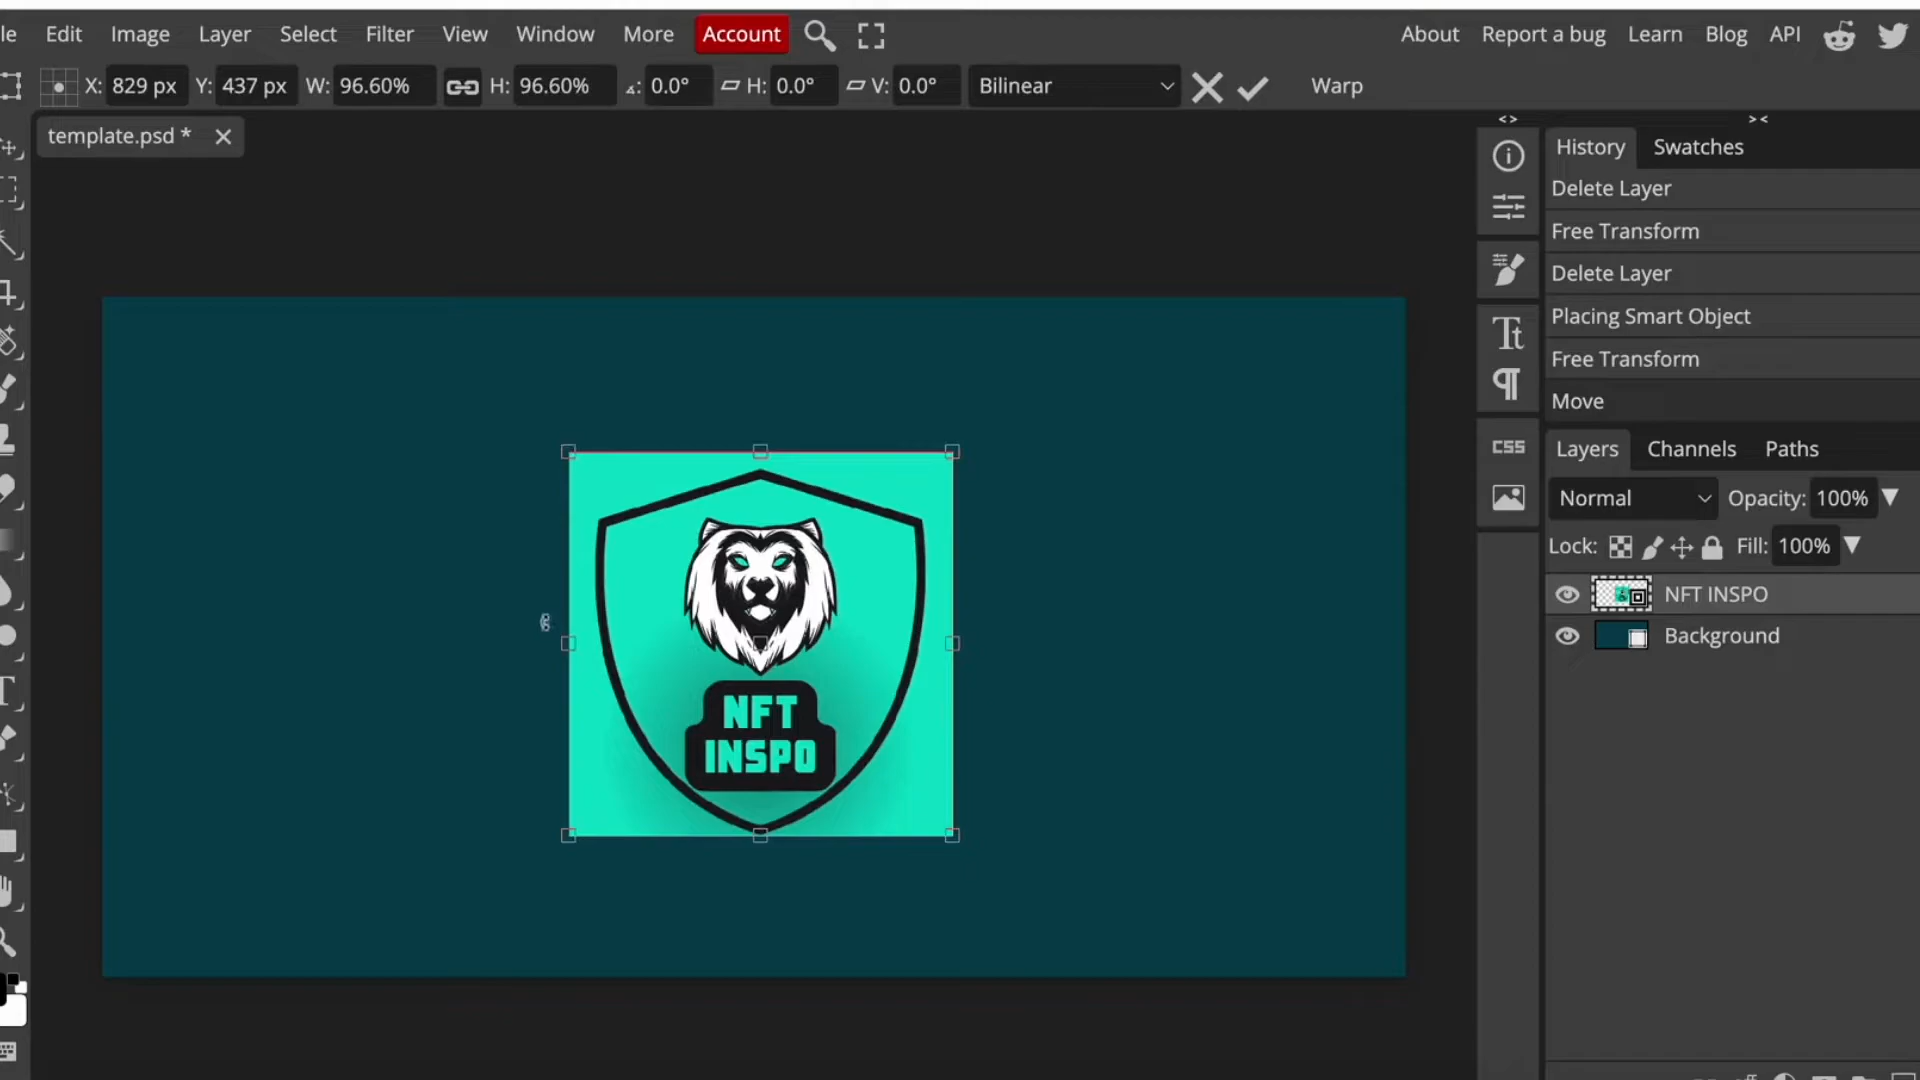 le Edit Image Layer Select Filter View Window More Account About Report a bug Learn Blog API
X: 829 px Y: 437 px W: 96.60% H: 96.60% : 0.0° H: 0.0° V: 0.0° Bilinear Warp
template.psd *
< > > <
History Swatches
Delete Layer
Free Transform
Delete Layer
Placing Smart Object
Free Transform
Move
CSS
Layers Channels Paths
Normal Opacity: 100%
Lock: Fill: 100%
NFT INSPO
Background
NFT
INSPO